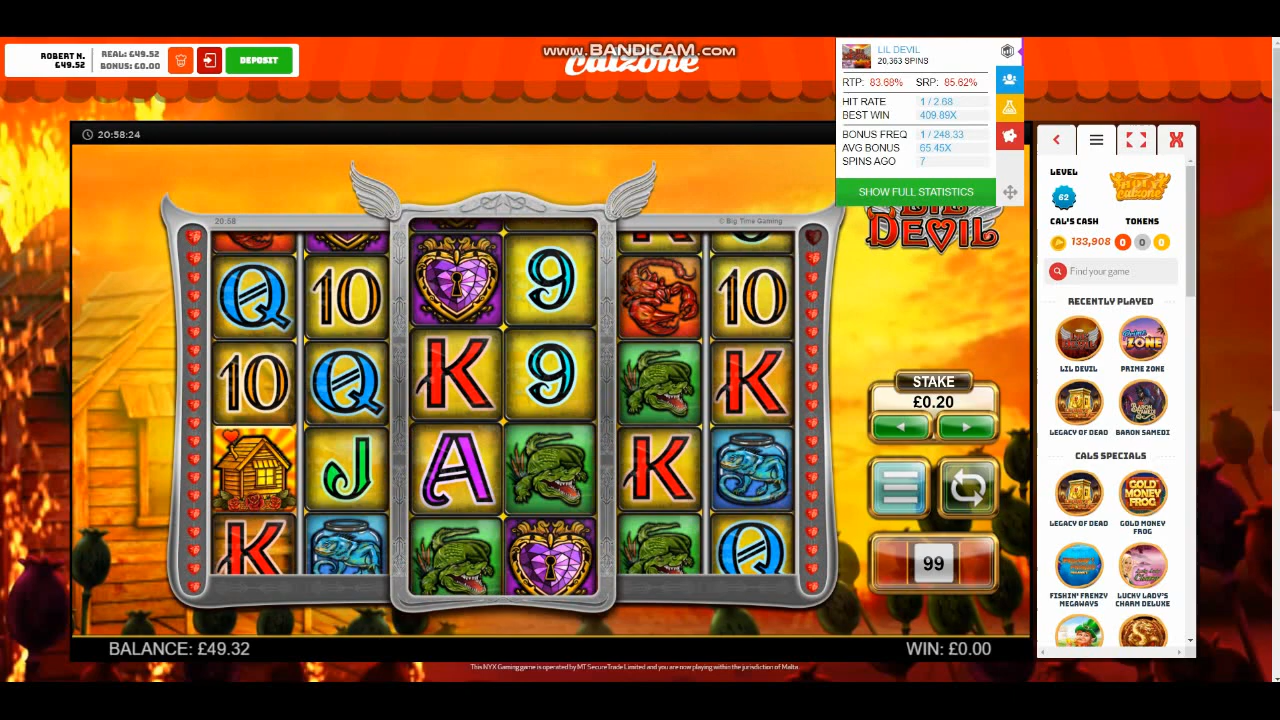 www.BANDICAM.com
ROBERT N.
£49.52
REAL: £49.52
BONUS: £0.00
DEPOSIT
calzone
LIL DEVIL
20,363 SPINS
RTP: 83.68% SRP: 95.62%
HIT RATE 1 / 2.68
BEST WIN 409.89X
BONUS FREQ 1 / 248.33
AVG BONUS 65.45X
SPINS AGO 7
SHOW FULL STATISTICS
20:58:24
20:58
© Big Time Gaming
LIL
DEVIL
Q 10 9 10
10 Q K 9 K
J A K
K Q
STAKE
£0.20
99
BALANCE: £49.32
WIN: £0.00
This NYX Gaming game is operated by MT SecureTrade Limited and you are now playing within the jurisdiction of Malta.
LEVEL
62
calzone
CAL'S CASH TOKENS
133,908 0 0 0
Find your game
RECENTLY PLAYED
LIL DEVIL PRIME ZONE
LEGACY OF DEAD BARON SAMEDI
CALS SPECIALS
GOLD
MONEY
FROG
LEGACY OF DEAD GOLD MONEY
FROG
FISHIN' FRENZY LUCKY LADY'S
MEGAWAYS CHARM DELUXE